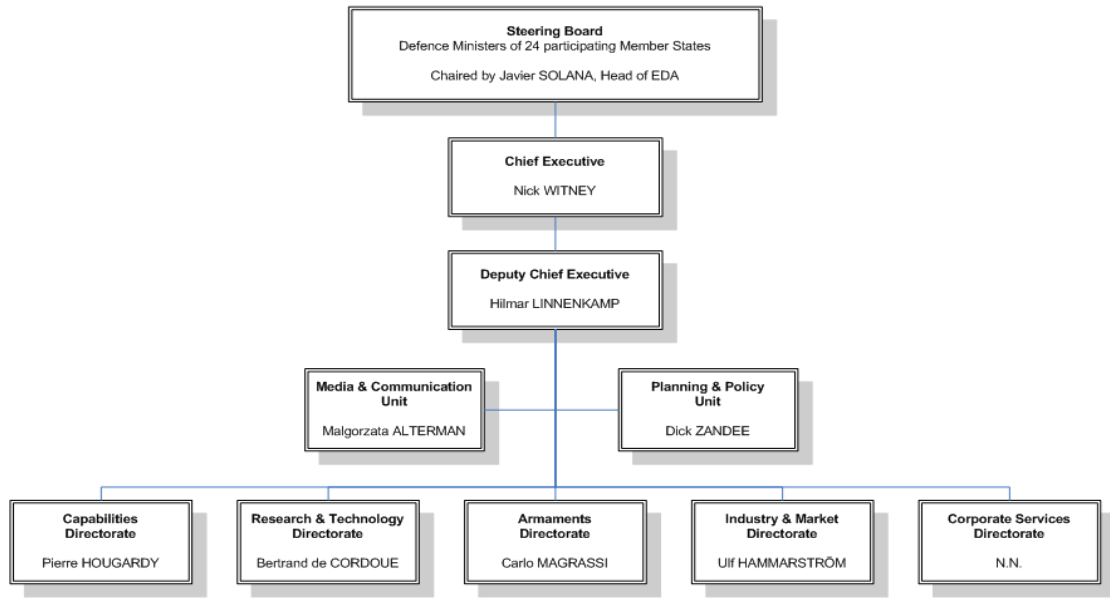 Steering Board
Defence Ministers of 24 participating Member States
Chaired by Javier SOLANA, Head of EDA
Chief Executive
Nick WITNEY
Deputy Chief Executive
Hilmar LINNENKAMP
Media & Communication
Unit
Malgorzata ALTERMAN
Planning & Policy
Unit
Dick ZANDEE
Capabilities
Directorate
Pierre HOUGARDY
Research & Technology
Directorate
Bertrand de CORDOUE
Armaments
Directorate
Carlo MAGRASSI
Industry & Market
Directorate
Ulf HAMMARSTRÖM
Corporate Services
Directorate
N.N.